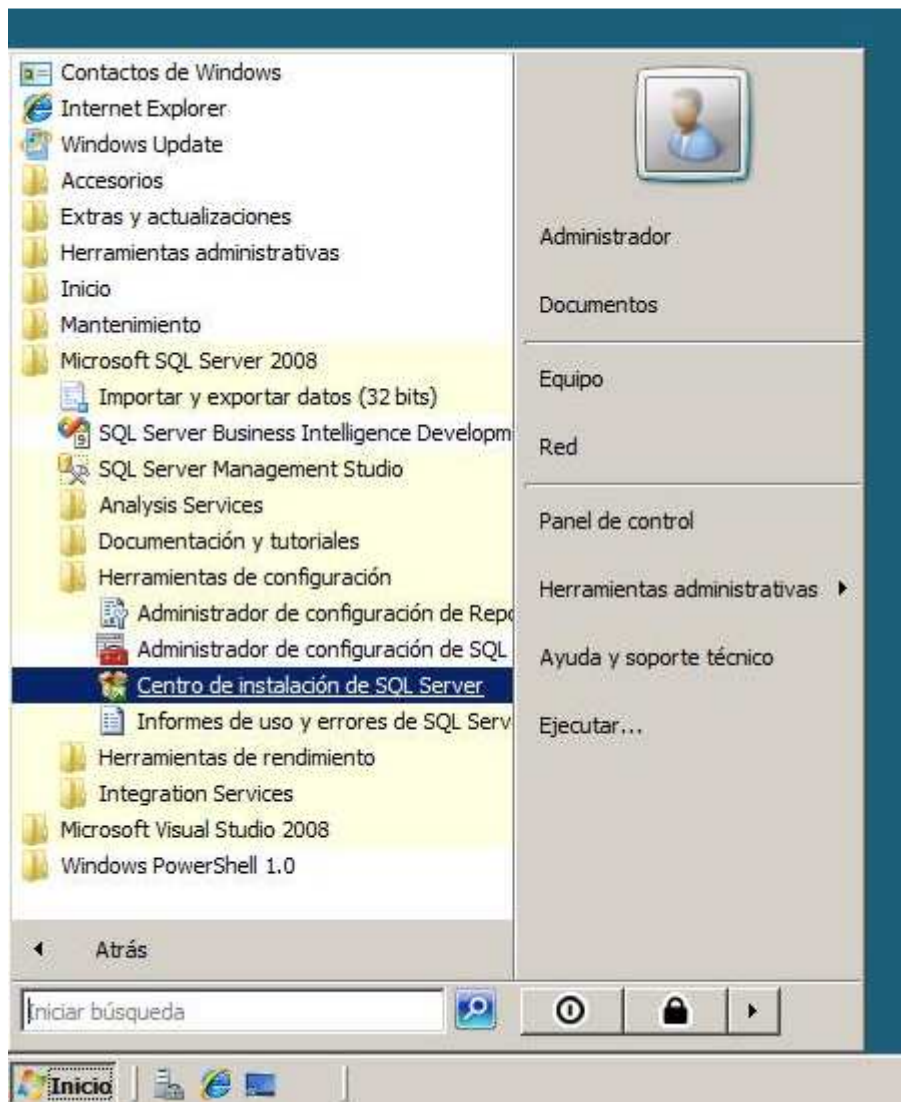 Contactos de Windows
Internet Explorer
Windows Update
Accesorios
Extras y actualizaciones
Herramientas administrativas
Inicio
Mantenimiento
Microsoft SQL Server 2008
Importar y exportar datos (32 bits)
SQL Server Business Intelligence Developm
SQL Server Management Studio
Analysis Services
Documentación y tutoriales
Herramientas de configuración
Administrador de configuración de Repo
Administrador de configuración de SQL
Centro de instalación de SQL Server
Informes de uso y errores de SQL Serv
Herramientas de rendimiento
Integration Services
Microsoft Visual Studio 2008
Windows PowerShell 1.0
Atrás
Iniciar búsqueda
Administrador
Documentos
Equipo
Red
Panel de control
Herramientas administrativas
Ayuda y soporte técnico
Ejecutar...
Inicio